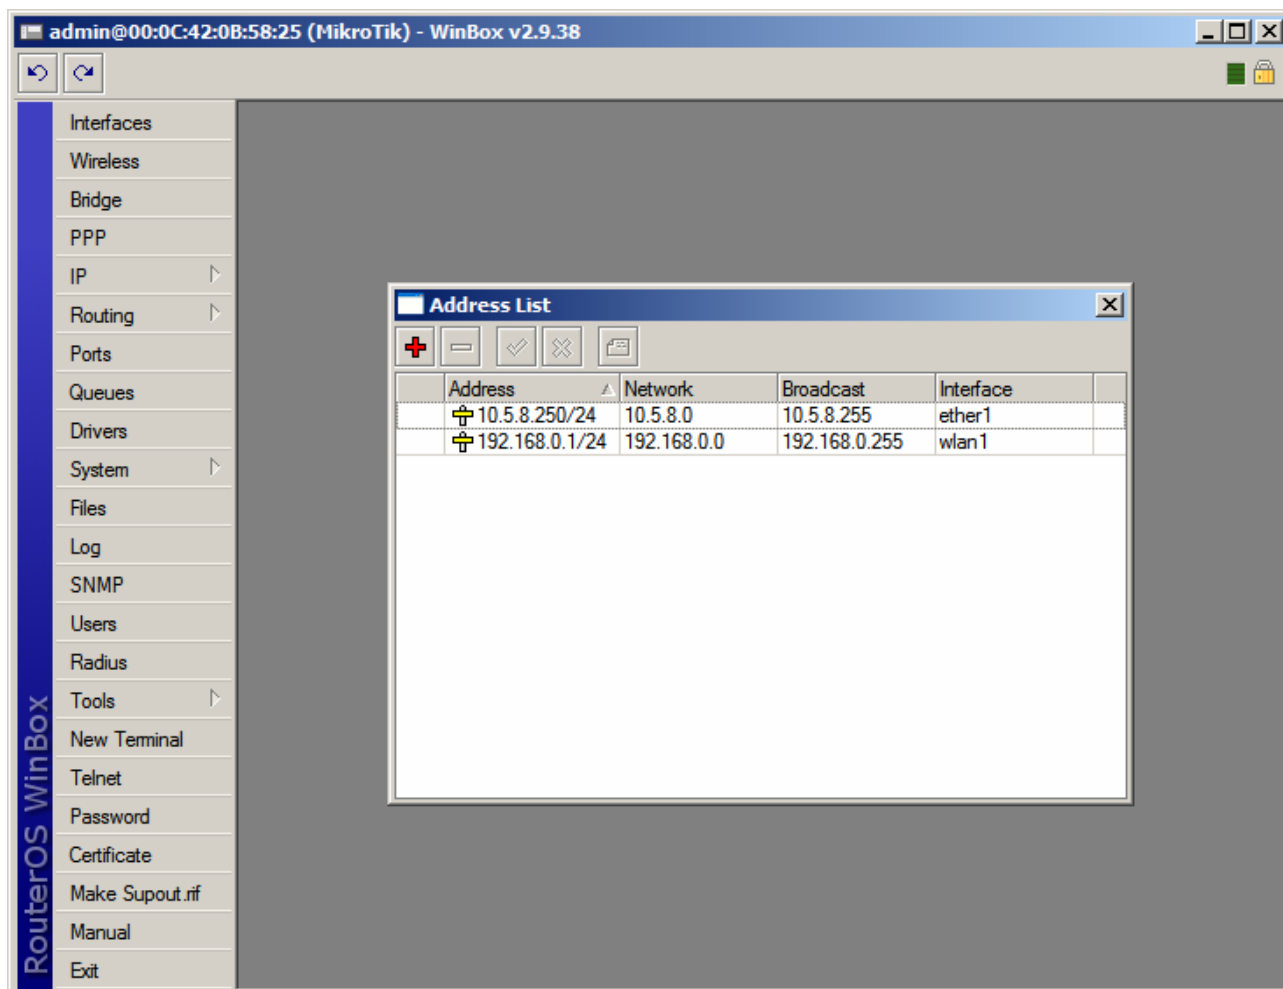 admin@00:0C:42:0B:58:25 (MikroTik) - WinBox v2.9.38
Interfaces
Wireless
Bridge
PPP
IP
Routing
Ports
Queues
Drivers
System
Files
Log
SNMP
Users
Radius
Tools
New Terminal
Telnet
Password
Certificate
Make Supout.rif
Manual
Exit
RouterOS WinBox
Address List
Address Network Broadcast Interface
10.5.8.250/24 10.5.8.0 10.5.8.255 ether1
192.168.0.1/24 192.168.0.0 192.168.0.255 wlan1